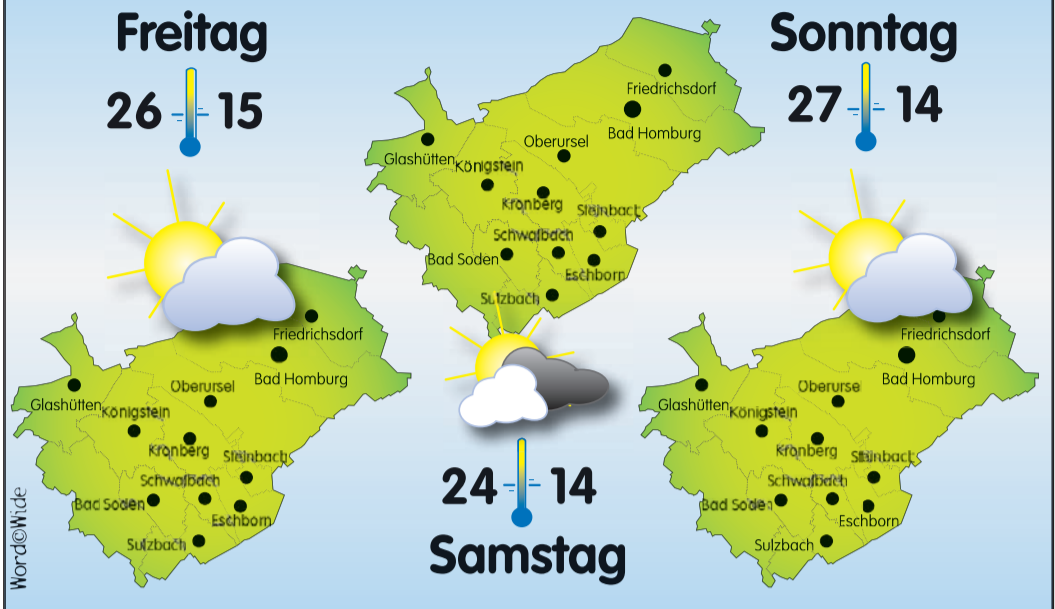 Freitag
26 15
Sonntag
27 14
Friedrichsdorf
Bad Homburg
Oberursel
Glashütten
Königstein
Kronberg
Steinbach
Schwalbach
Bad Soden
Eschborn
Sulzbach
Friedrichsdorf
Bad Homburg
Oberursel
Glashütten
Königstein
Kronberg
Steinbach
Schwalbach
Bad Soden
Eschborn
Sulzbach
24 14
Samstag
Friedrichsdorf
Bad Homburg
Oberursel
Glashütten
Königstein
Kronberg
Steinbach
Schwalbach
Bad Soden
Eschborn
Sulzbach
Word©Wide